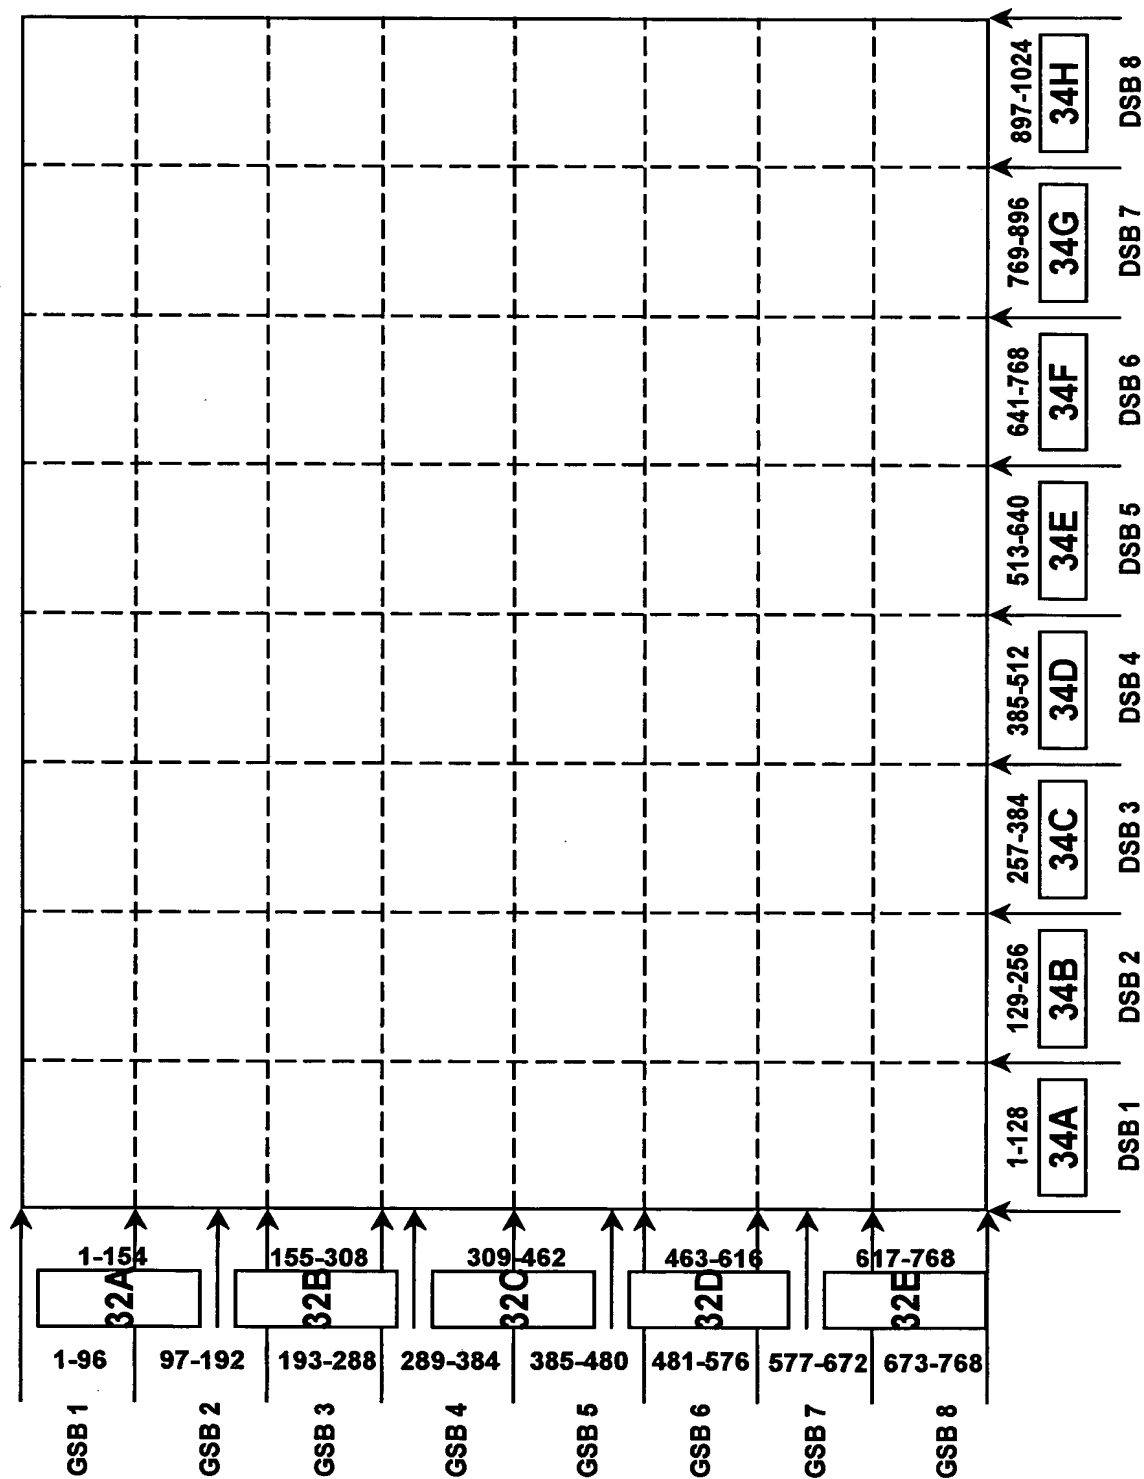 897-1024
34H
DSB 8
769-896
34G
DSB 7
641-768
34F
DSB 6
513-640
34E
DSB 5
385-512
34D
DSB 4
257-384
34C
DSB 3
129-256
34B
DSB 2
1-128
34A
DSB 1
1-154 155-308 309-462 463-616 617-768
32A 32B 32C 32D 32E
1-96 97-192 193-288 289-384 385-480 481-576 577-672 673-768
GSB 1 GSB 2 GSB 3 GSB 4 GSB 5 GSB 6 GSB 7 GSB 8